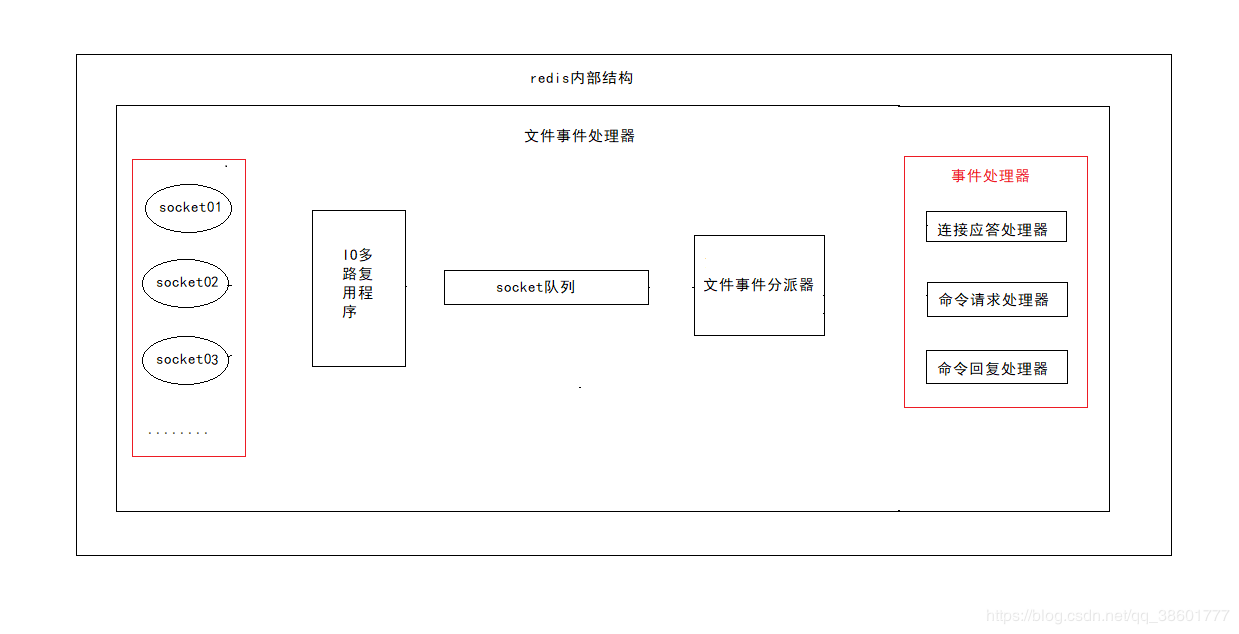 redis内部结构
文件事件处理器
socket01
socket02
socket03
........
IO多
路复
用程
序
socket队列
文件事件分派器
事件处理器
连接应答处理器
命令请求处理器
命令回复处理器
https://blog.csdn.net/qq_38601777